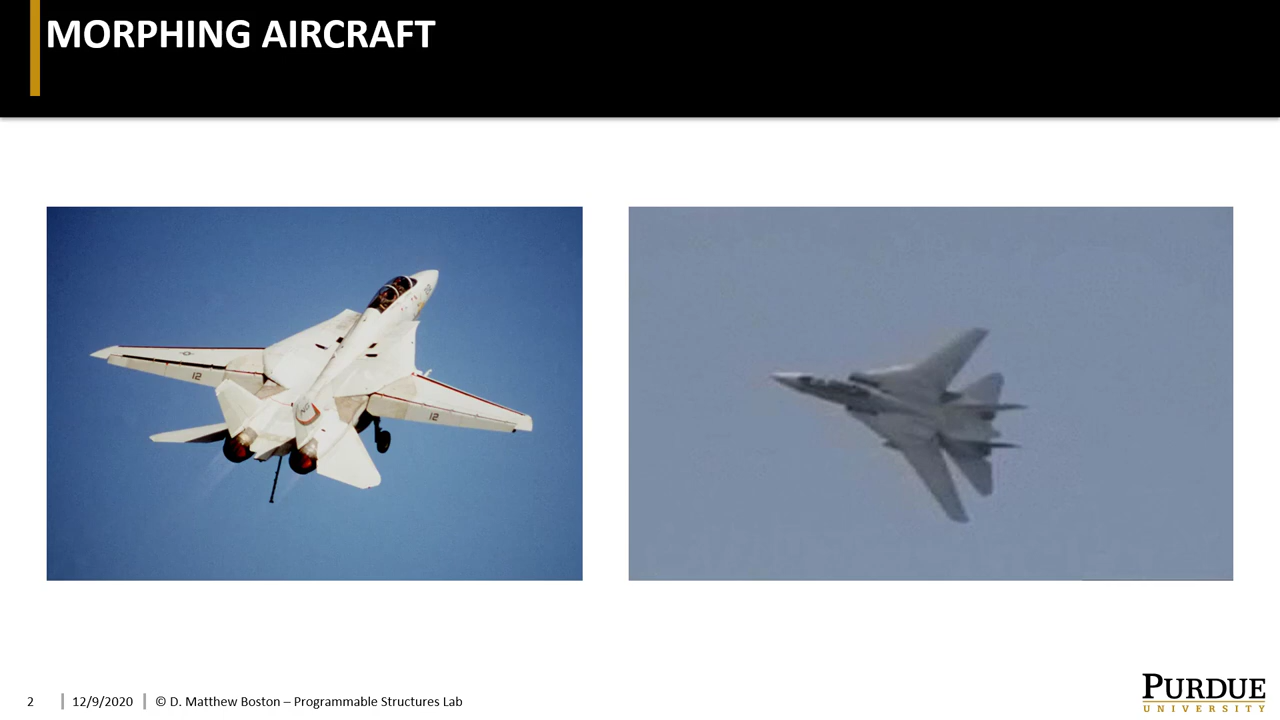 MORPHING AIRCRAFT
12
12
2
12/9/2020
© D. Matthew Boston – Programmable Structures Lab
PURDUE
UNIVERSITY